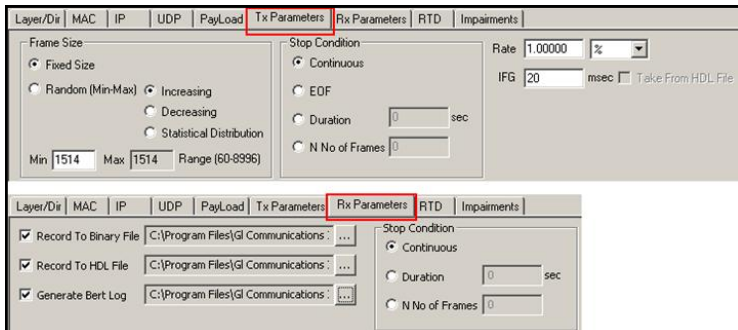 Layer/Dir MAC IP UDP PayLoad Tx Parameters Rx Parameters RTD Impairments
Frame Size
Fixed Size
Random (Min-Max)
Increasing
Decreasing
Statistical Distribution
Min 1514 Max 1514 Range (60-8996)
Stop Condition
Continuous
EOF
Duration 0 sec
N No of Frames 0
Rate 1.00000 %
IFG 20 msec Take From HDL File
Layer/Dir MAC IP UDP PayLoad Tx Parameters Rx Parameters RTD Impairments
Record To Binary File C:\Program Files\Gl Communications ...
Record To HDL File C:\Program Files\Gl Communications ...
Generate Bert Log C:\Program Files\Gl Communications ...
Stop Condition
Continuous
Duration 0 sec
N No of Frames 0